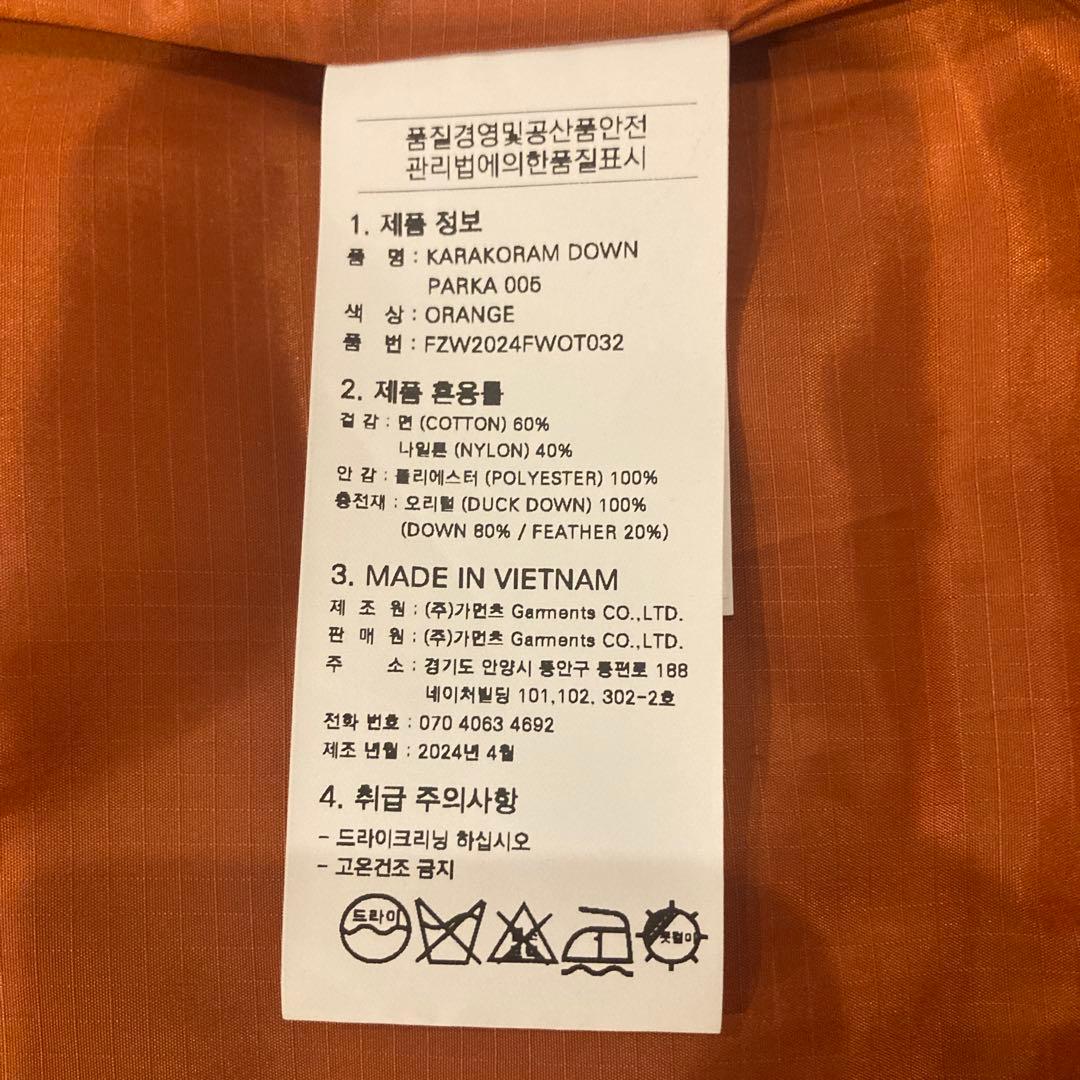 품질경영및공산품안전
관리법에의한품질표시
1. 제품 정보
품 명 : KARAKORAM DOWN
PARKA 005
색 상 : ORANGE
품 번 : FZW2024FWOT032
2. 제품 혼용률
겉 감 : 면 (COTTON) 60%
나일론 (NYLON) 40%
안 감 : 폴리에스터 (POLYESTER) 100%
충전재 : 오리털 (DUCK DOWN) 100%
(DOWN 80% / FEATHER 20%)
3. MADE IN VIETNAM
제 조 원 : (주)가먼츠 Garments CO.,LTD.
판 매 원 : (주)가먼츠 Garments CO.,LTD.
주 소 : 경기도 안양시 동안구 동편로 188
네이처빌딩 101,102, 302-2호
전화 번호 : 070 4063 4692
제조 년월 : 2024년 4월
4. 취급 주의사항
- 드라이크리닝 하십시오
- 고온건조 금지
드라이
1
옷걸이